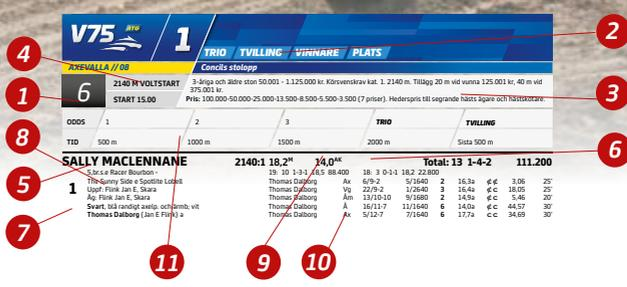 V75 ATG
1
TRIO TVILLING VINNARE PLATS
AXEVALLA // 08 Concils stolopp
6
2140 M VOLTSTART
START 15.00
3-åriga och äldre ston 50.001 - 1.125.000 kr. Körsvenskrav kat. 1. 2140 m. Tillägg 20 m vid vunna 125.001 kr, 40 m vid
375.001 kr.
Pris: 100.000-50.000-25.000-13.500-8.500-5.500-3.500 (7 priser). Hederspris till segrande hästs ägare och hästskötare.
ODDS 1 2 3 TRIO TVILLING
TID 500 m 1000 m 1500 m 2000 m Sista 500 m
SALLY MACLENNANE 2140:1 18,2M 14,0AK Total: 13 1-4-2 111.200
5,br.s.e Racer Bourbon - 19: 10 1-3-1 18,5 88.400 18: 3 0-1-1 18,2 22.800
1
The Sunny Side e Spotlite Lobell Thomas Dalborg Ax 6/9-2 5/1640 2 16,3a ¢¢ 3,06 25'
Uppf: Flink Jan E, Skara Thomas Dalborg Vg 22/9-2 1/2640 3 16,4a ¢c 18,05 25'
Äg: Flink Jan E, Skara Thomas Dalborg Åm 13/10-10 9/1680 2 14,9a ¢c 5,46 20'
Svart, blå randigt axelp. och ärmb; vit Thomas Dalborg Å 16/11-7 11/1640 6 14,0a ¢c 44,57 30'
Thomas Dalborg (Jan E Flink) a Thomas Dalborg Ax 5/12-7 7/1640 6 17,7a cc 34,69 30'
4
1
8
5
7
11
9
10
2
3
6